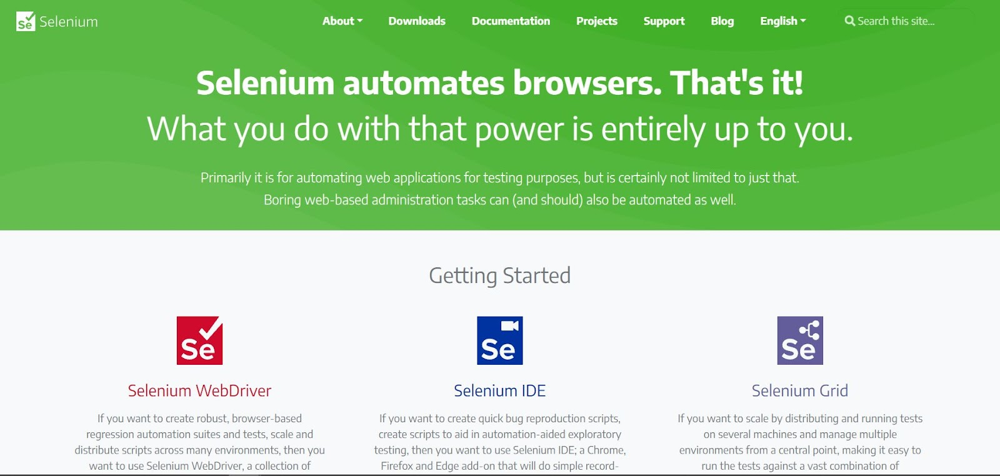 Se Selenium
About Downloads Documentation Projects Support Blog English Search this site...
Selenium automates browsers. That's it!
What you do with that power is entirely up to you.
Primarily it is for automating web applications for testing purposes, but is certainly not limited to just that.
Boring web-based administration tasks can (and should) also be automated as well.
Getting Started
Se
Selenium WebDriver
If you want to create robust, browser-based
regression automation suites and tests, scale and
distribute scripts across many environments, then you
want to use Selenium WebDriver, a collection of
Se
Selenium IDE
If you want to create quick bug reproduction scripts,
create scripts to aid in automation-aided exploratory
testing, then you want to use Selenium IDE; a Chrome,
Firefox and Edge add-on that will do simple record-
Se
Selenium Grid
If you want to scale by distributing and running tests
on several machines and manage multiple
environments from a central point, making it easy to
run the tests against a vast combination of